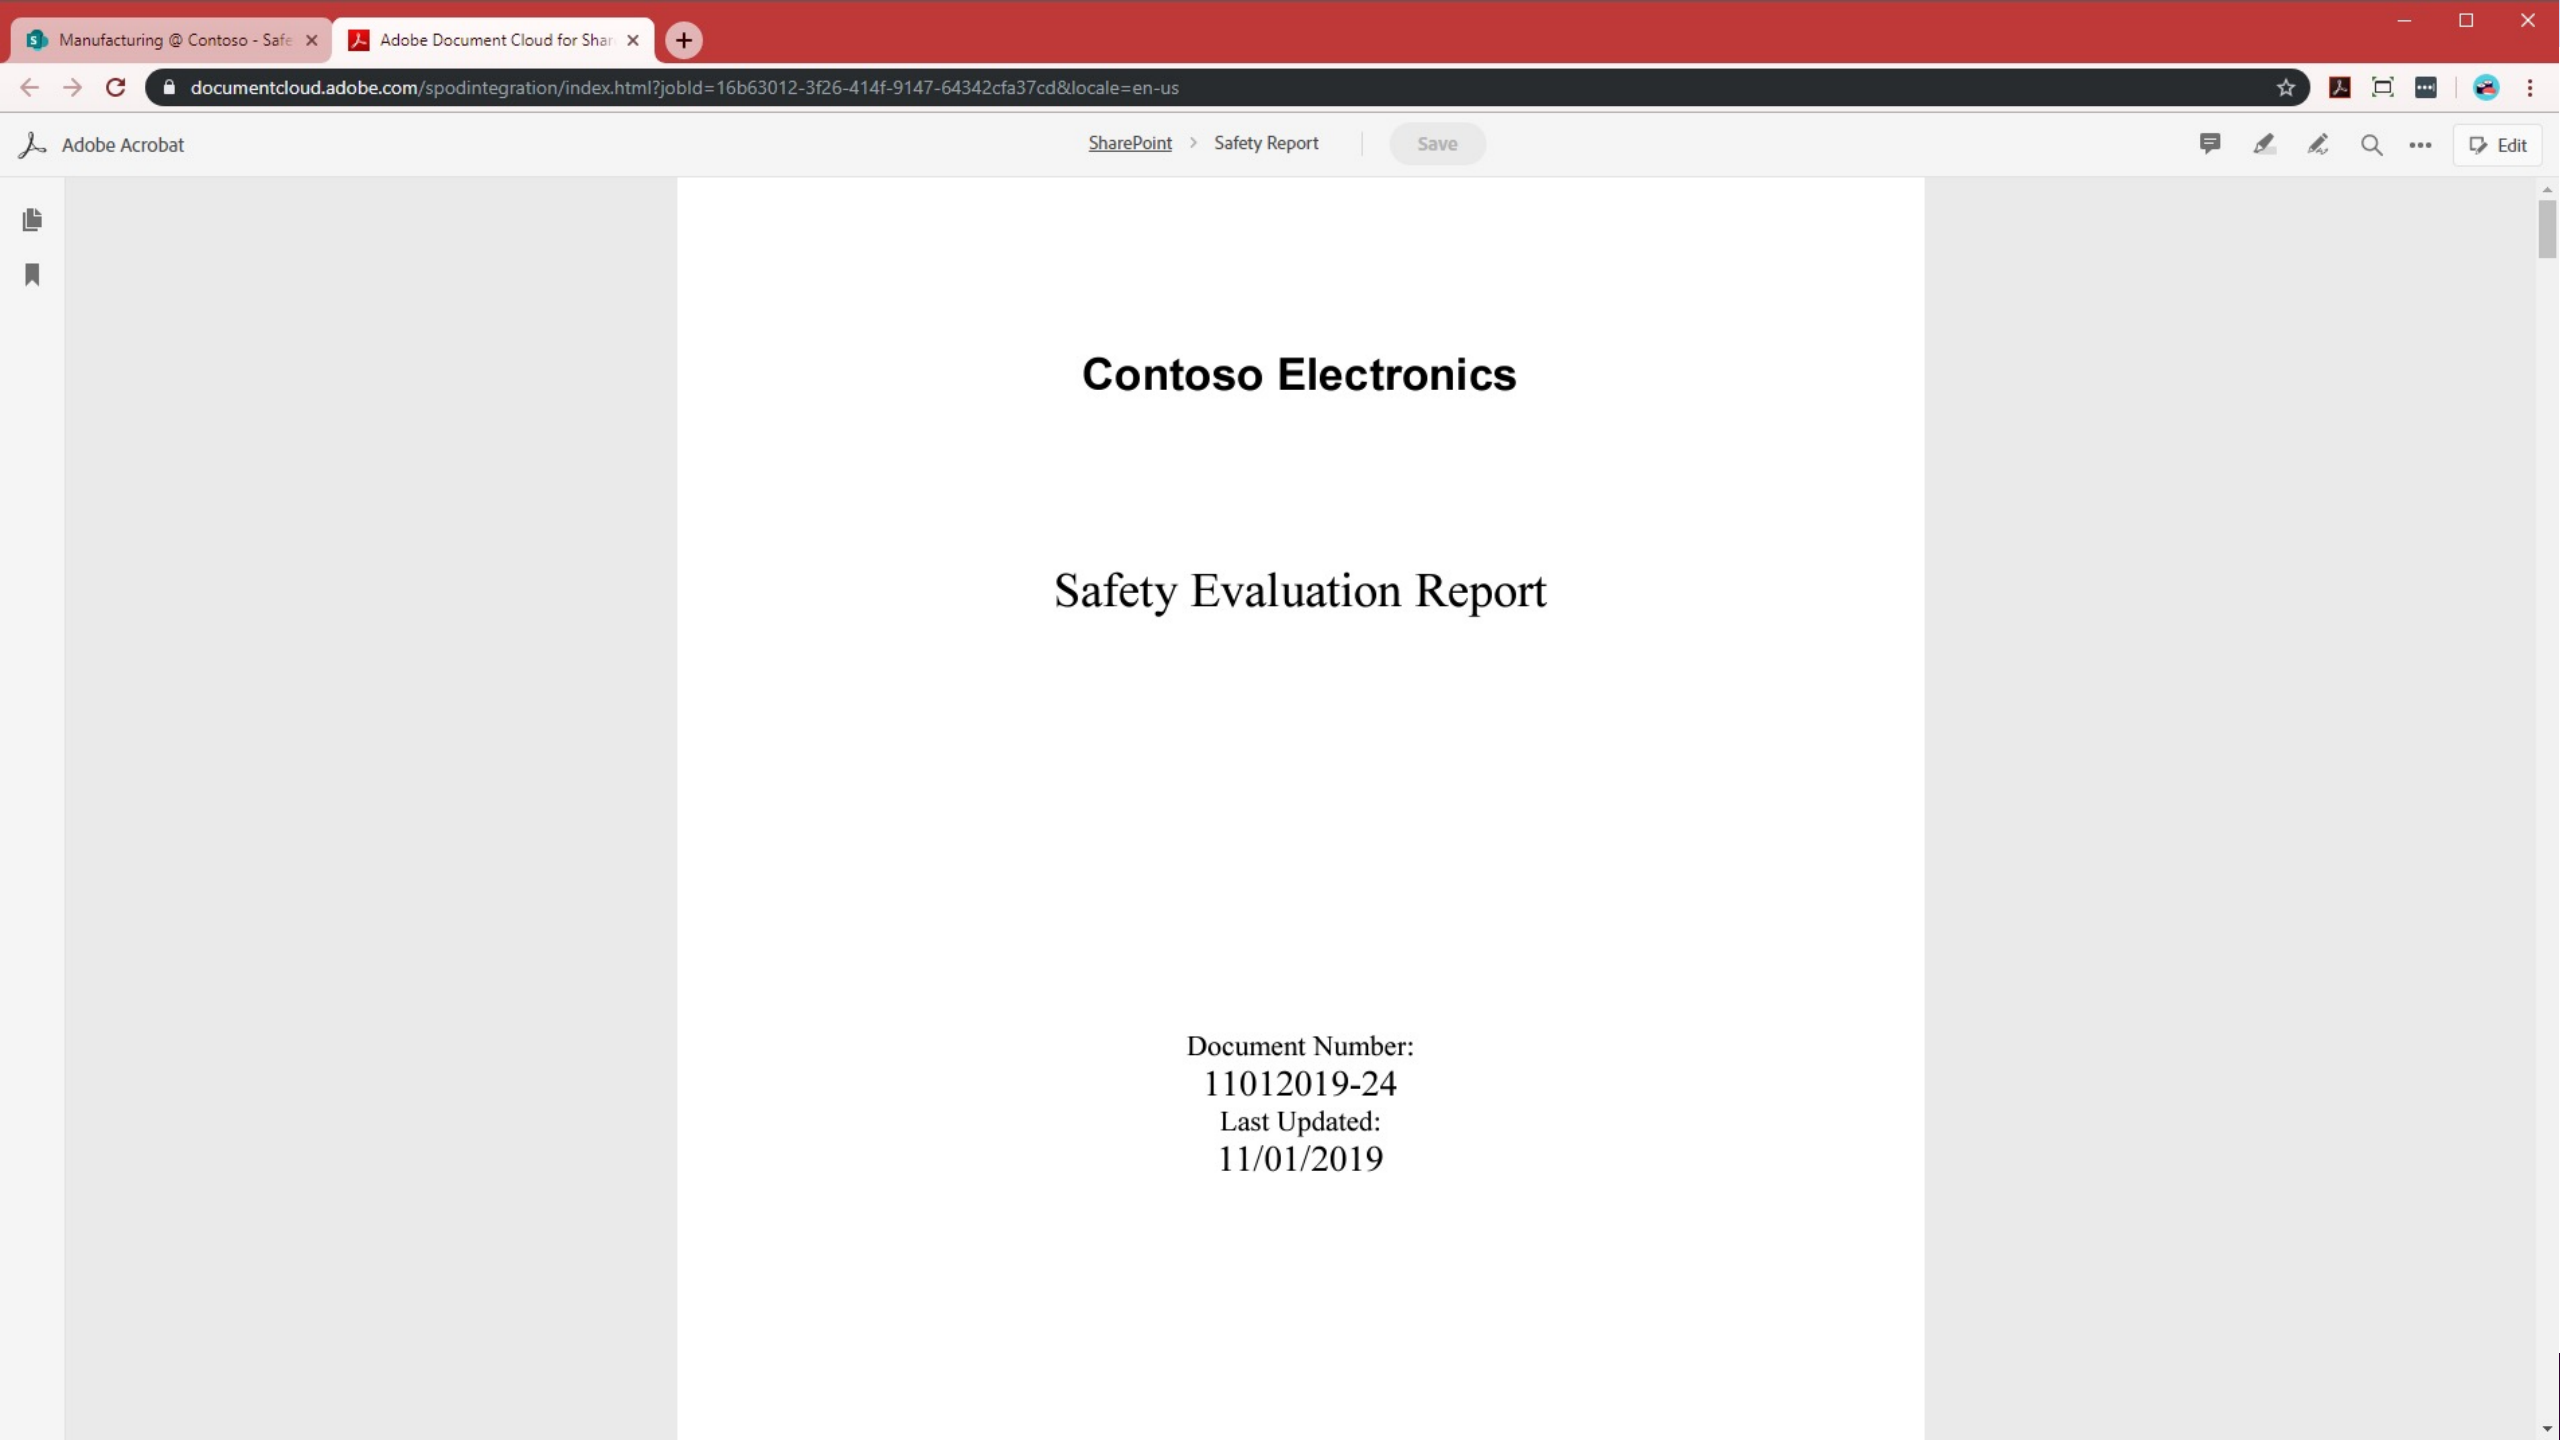 Manufacturing @ Contoso - Safe
Adobe Document Cloud for Shar
documentcloud.adobe.com/spodintegration/index.html?jobId=16b63012-3f26-414f-9147-64342cfa37cd&locale=en-us
Adobe Acrobat
SharePoint > Safety Report
Save
Edit
Contoso Electronics
Safety Evaluation Report
Document Number:
11012019-24
Last Updated:
11/01/2019